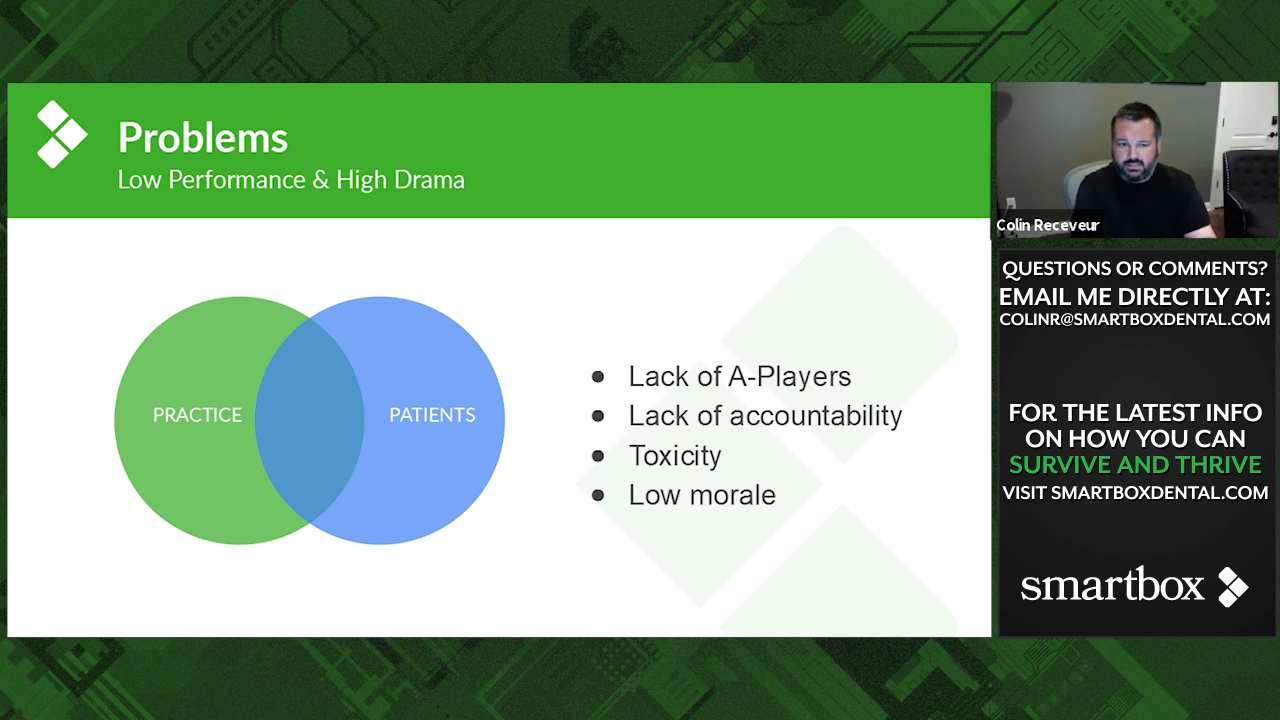 Problems
Low Performance & High Drama
PRACTICE
PATIENTS
● Lack of A-Players
● Lack of accountability
● Toxicity
● Low morale
Colin Receveur
QUESTIONS OR COMMENTS?
EMAIL ME DIRECTLY AT:
COLINR@SMARTBOXDENTAL.COM
FOR THE LATEST INFO
ON HOW YOU CAN
SURVIVE AND THRIVE
VISIT SMARTBOXDENTAL.COM
smartbox